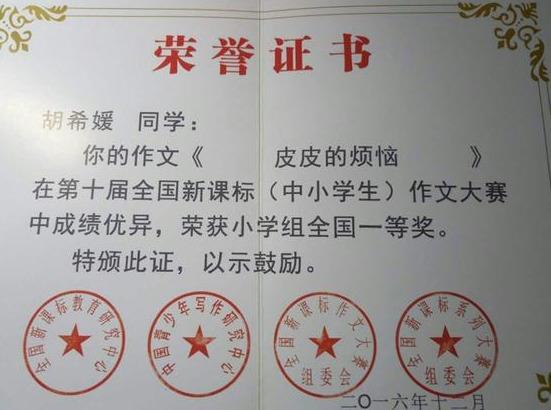 荣誉证书
胡希媛 同学：
你的作文《 皮皮的烦恼 》
在第十届全国新课标（中小学生）作文大赛
中成绩优异，荣获小学组全国一等奖。
特颁此证，以示鼓励。
全国新课标教育研究中心
中国青少年写作研究中心
全国新课标作文大赛
组委会
全国新课标系列大赛
组委会
二〇一六年十二月